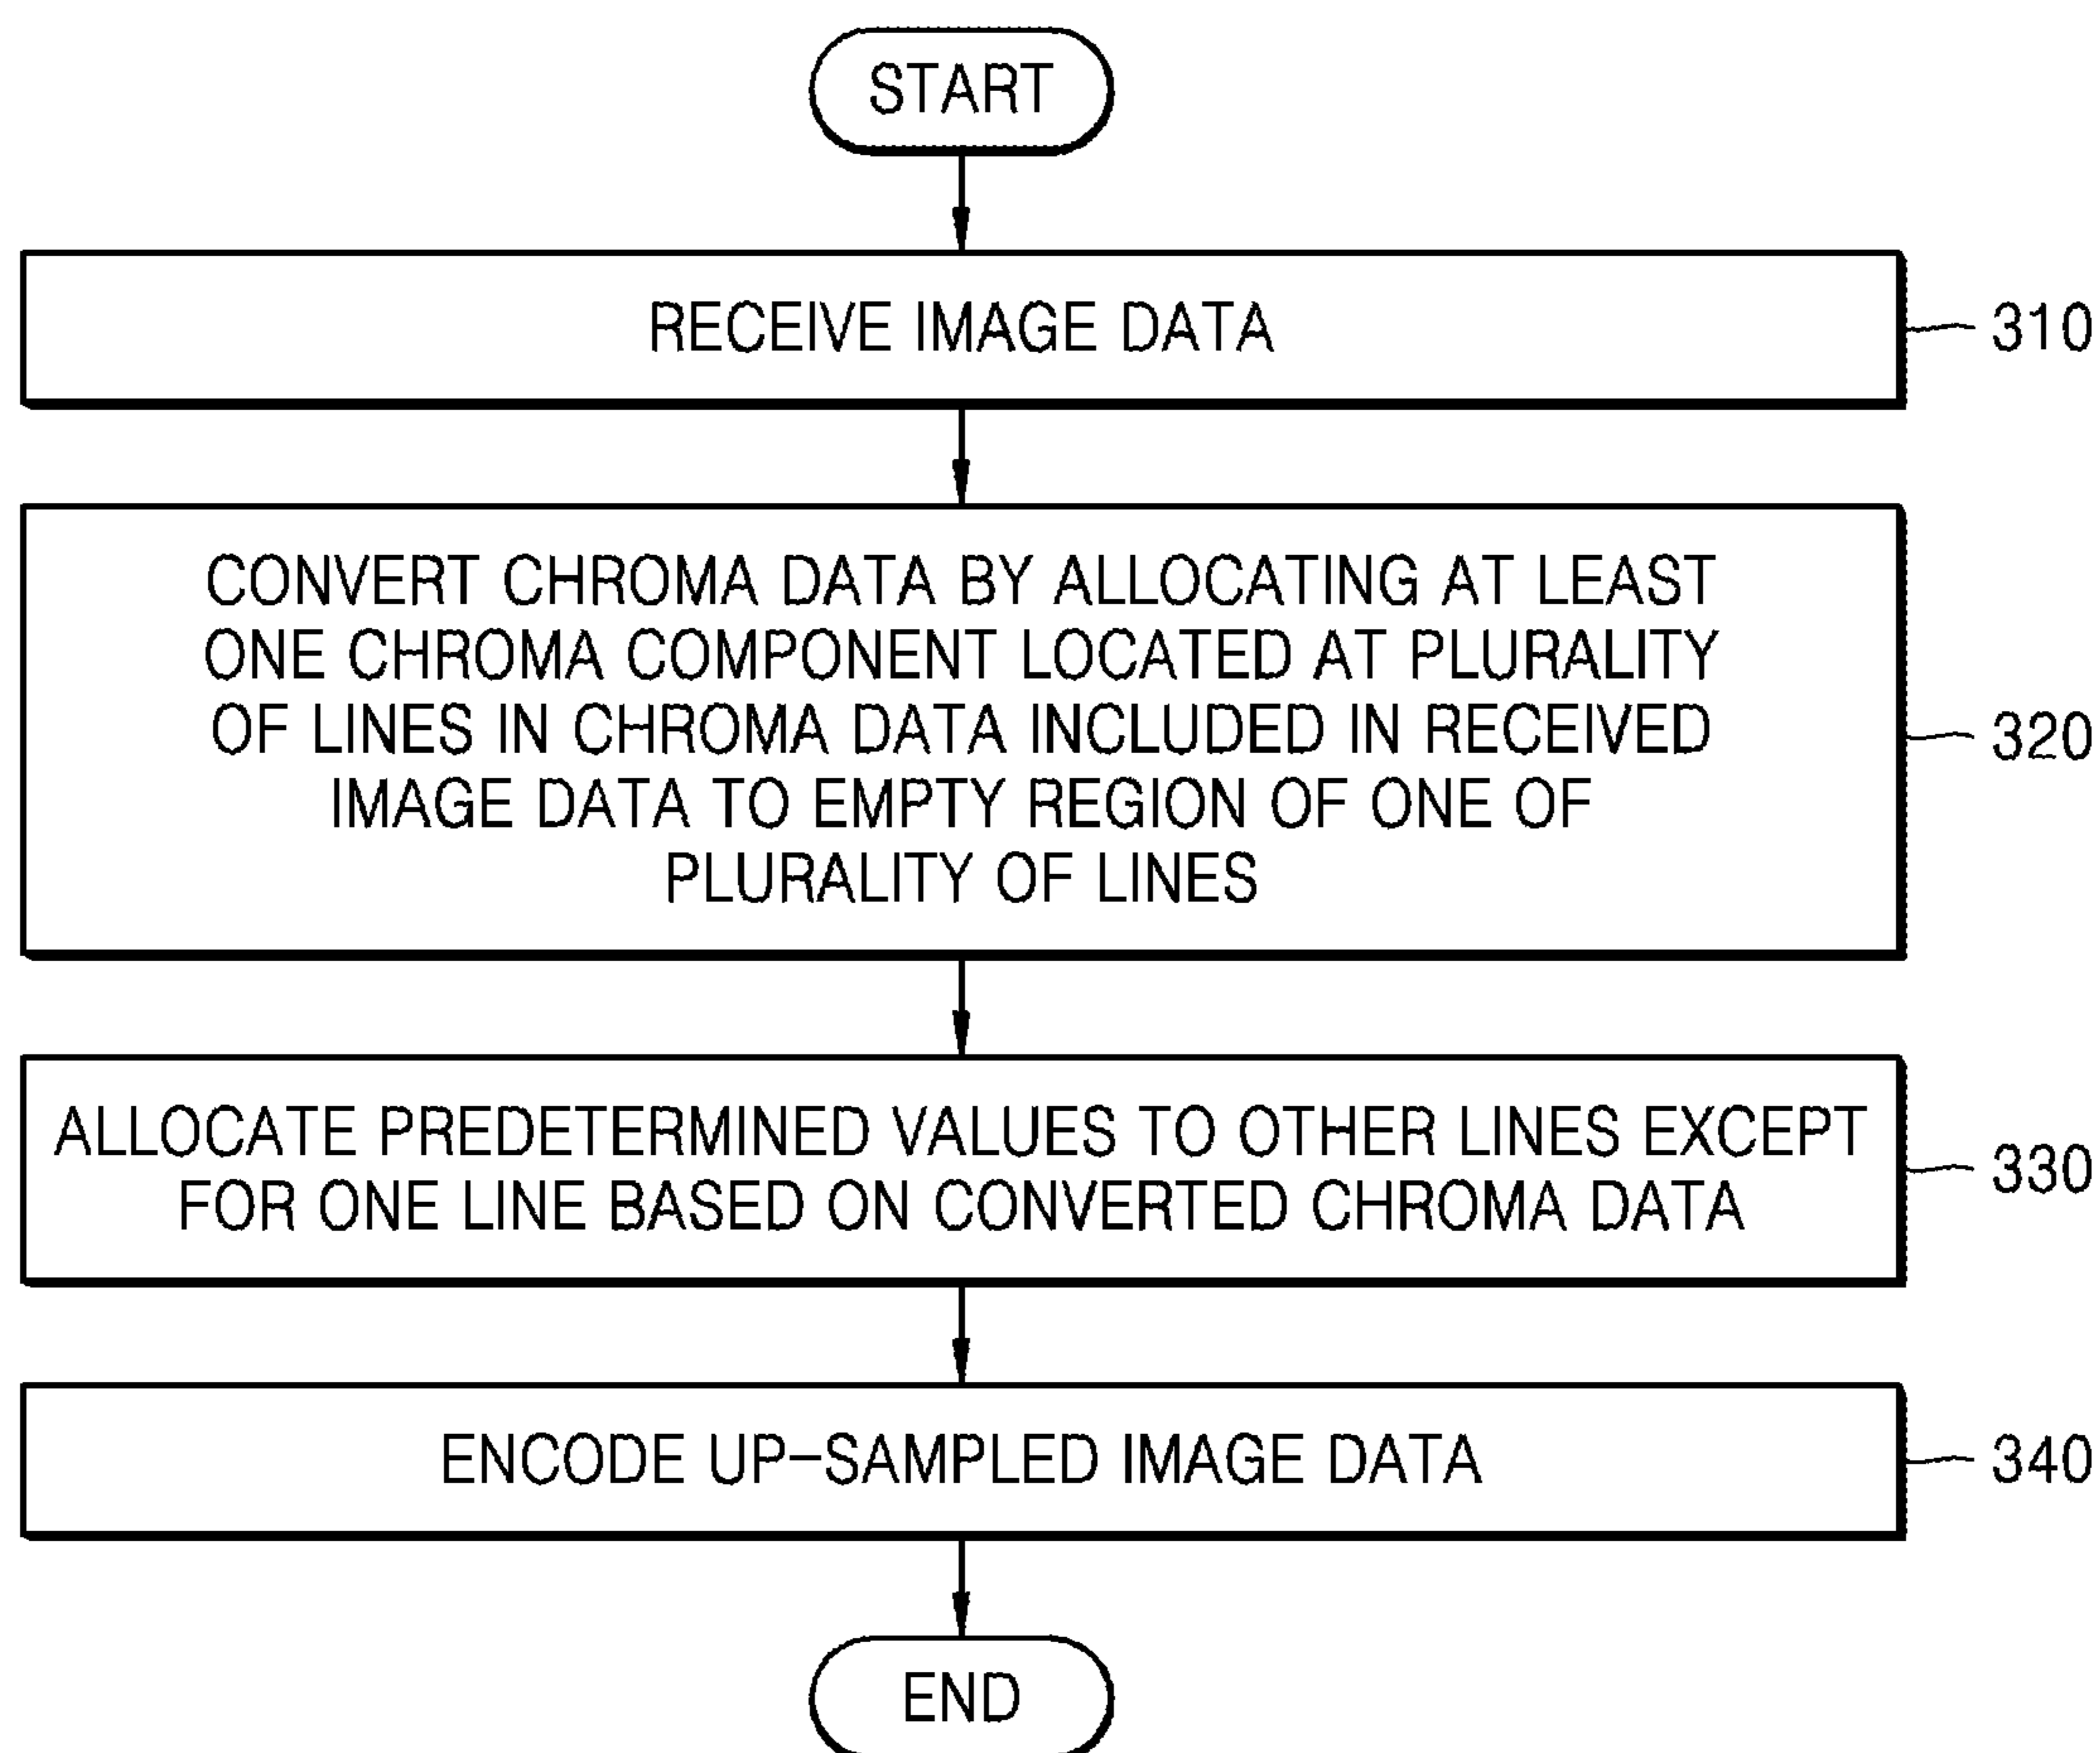 START
RECEIVE IMAGE DATA
310
CONVERT CHROMA DATA BY ALLOCATING AT LEAST
ONE CHROMA COMPONENT LOCATED AT PLURALITY
OF LINES IN CHROMA DATA INCLUDED IN RECEIVED
IMAGE DATA TO EMPTY REGION OF ONE OF
PLURALITY OF LINES
320
ALLOCATE PREDETERMINED VALUES TO OTHER LINES EXCEPT
FOR ONE LINE BASED ON CONVERTED CHROMA DATA
330
ENCODE UP-SAMPLED IMAGE DATA
340
END